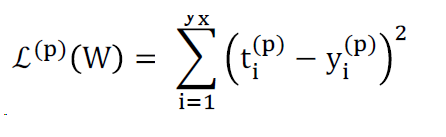 ℒ^(p)(W) = ∑_{i=1}^{yx} (t_i^(p) − y_i^(p))^2